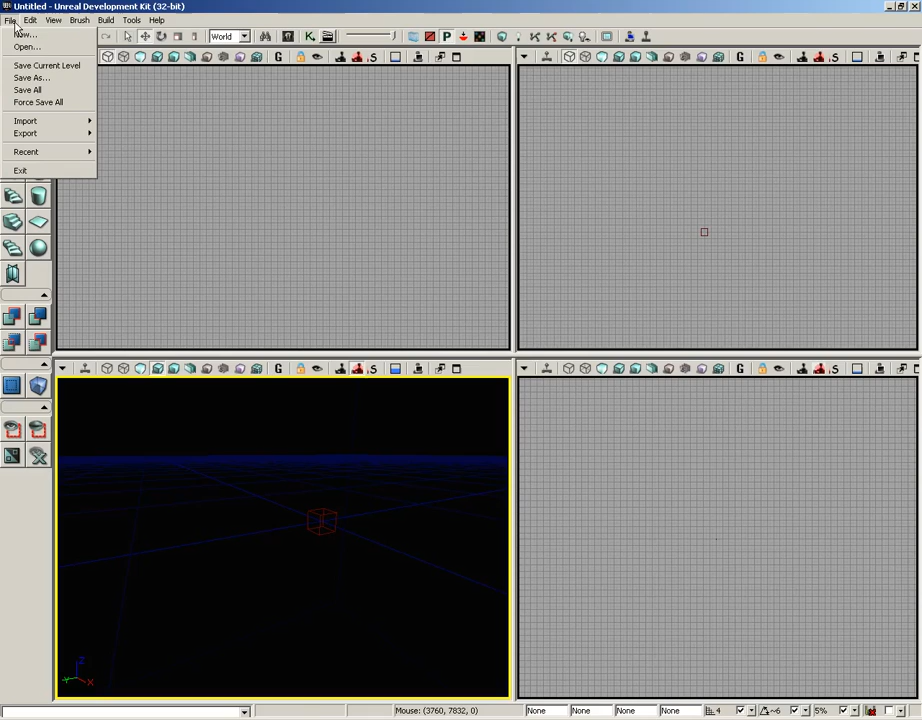 Untitled - Unreal Development Kit (32-bit)
File Edit View Brush Build Tools Help
World
New...
Open...
Save Current Level
Save As...
Save All
Force Save All
Import
Export
Recent
Exit
P
G S
G S
G S
G S
Z
Y X
Mouse: (3760, 7832, 0) None None None None 4 ~6 5%